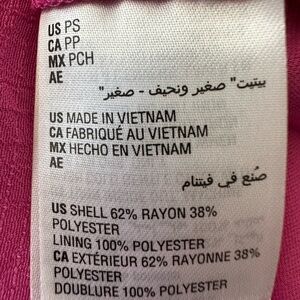 US PS
CA PP
MX PCH
AE
بيتيت" صغير ونحيف - صغير"
US MADE IN VIETNAM
CA FABRIQUÉ AU VIETNAM
MX HECHO EN VIETNAM
AE
صُنع في فيتنام
US SHELL 62% RAYON 38%
POLYESTER
LINING 100% POLYESTER
CA EXTÉRIEUR 62% RAYONNE 38%
POLYESTER
DOUBLURE 100% POLYESTER